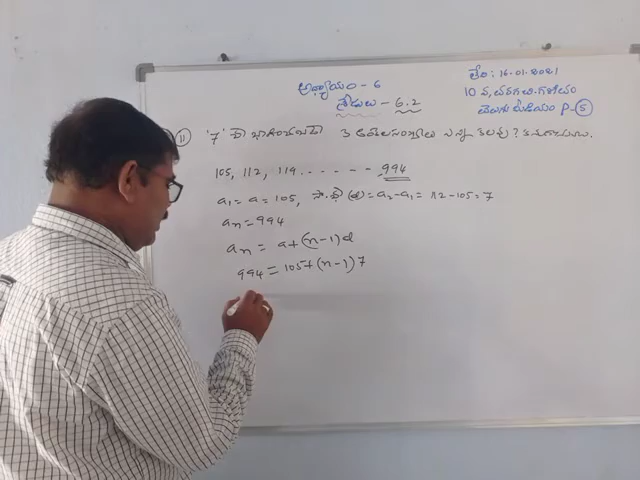 అధ్యాయం - 6
శ్రేఢులు - 6.2
తేది : 16-01-2021
10 వ, తరగతి. గణితం
తెలుగు మీడియం P-5
11 '7' చే భాగించబడే 3 అంకెల సంఖ్యలు ఎన్ని కలవు? కనుగొనుము.
105, 112, 119 . . . . . . - 994
a₁ = a = 105, సా.భే (d) = a₂ - a₁ = 112 - 105 = 7
aₙ = 994
aₙ = a + (n-1)d
994 = 105 + (n-1) 7